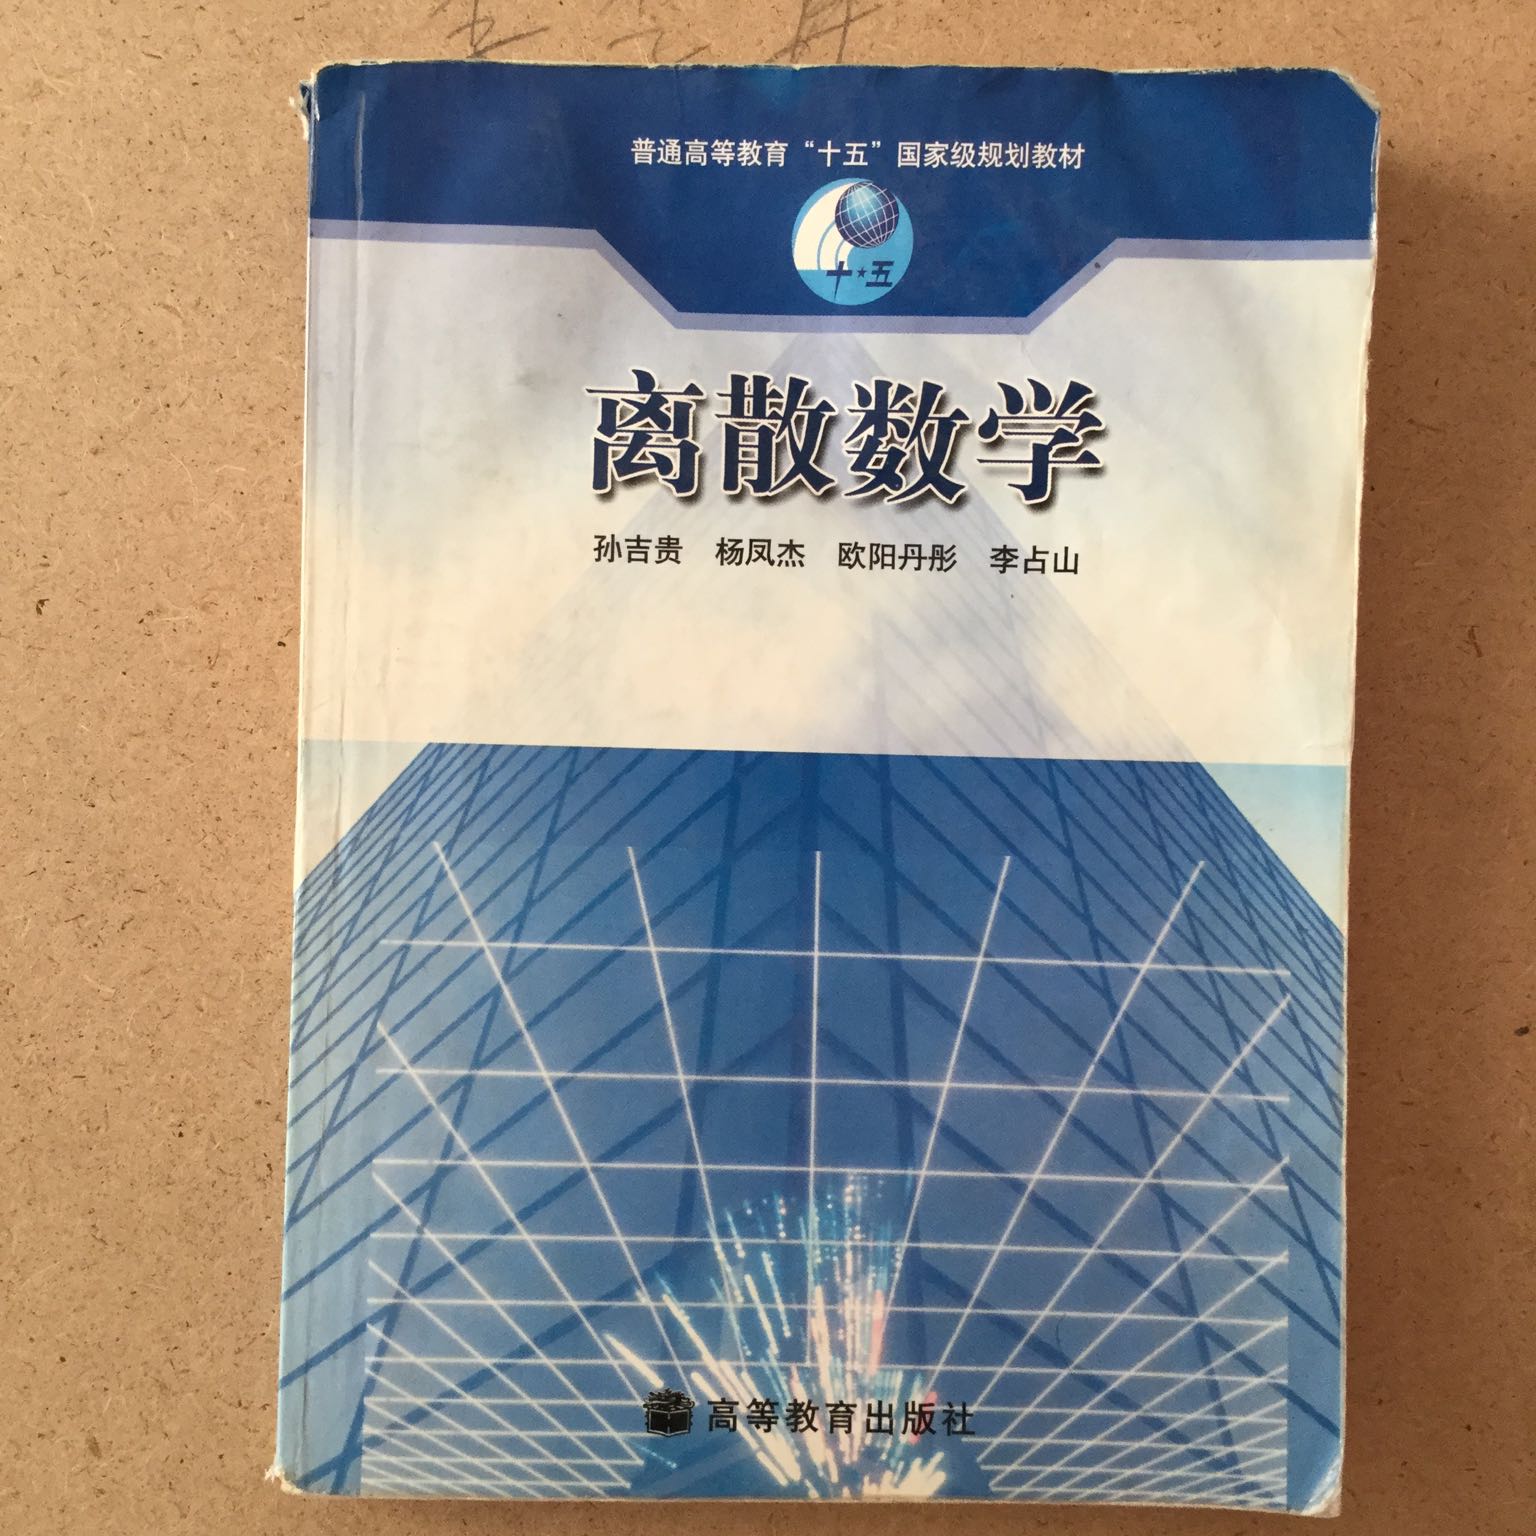 普通高等教育“十五”国家级规划教材
十★五
离散数学
孙吉贵 杨凤杰 欧阳丹彤 李占山
高等教育出版社